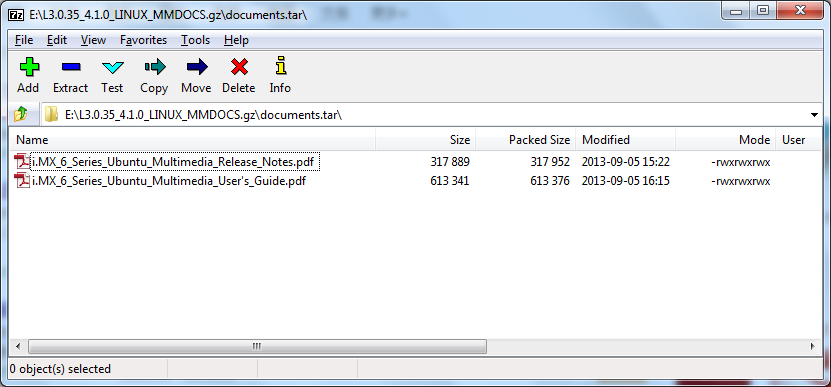 7z E:\L3.0.35_4.1.0_LINUX_MMDOCS.gz\documents.tar\
File Edit View Favorites Tools Help
Add Extract Test Copy Move Delete Info
E:\L3.0.35_4.1.0_LINUX_MMDOCS.gz\documents.tar\
Name Size Packed Size Modified Mode User
i.MX_6_Series_Ubuntu_Multimedia_Release_Notes.pdf 317 889 317 952 2013-09-05 15:22 -rwxrwxrwx
i.MX_6_Series_Ubuntu_Multimedia_User's_Guide.pdf 613 341 613 376 2013-09-05 16:15 -rwxrwxrwx
0 object(s) selected